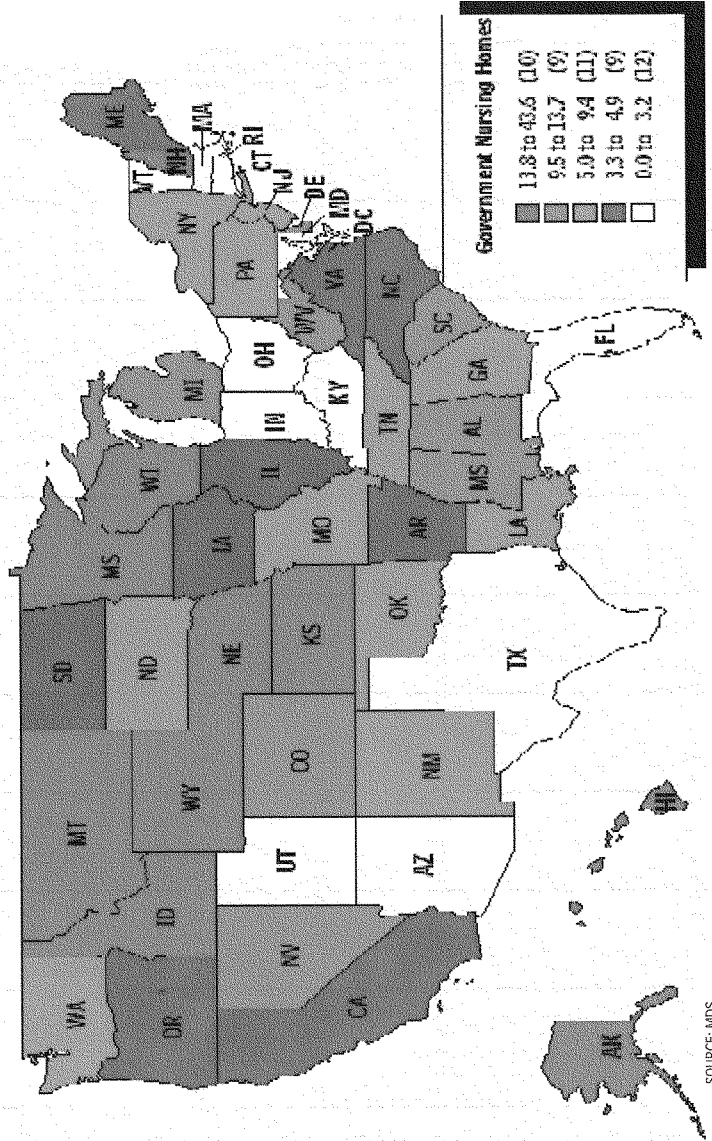 WA
MT
SD
MS
ME
VT
NH
OR
ID
ND
WI
MI
NY
MA
RI
CT
WY
NE
IA
PA
NJ
NV
UT
CO
KS
IL
IN
OH
WV
DE
MD
DC
CA
MO
KY
VA
AZ
NM
OK
AR
TN
NC
SC
TX
LA
MS
AL
GA
FL
AK
HI
Government Nursing Homes
13.8 to 43.6 (10)
9.5 to 13.7 (9)
5.0 to 9.4 (11)
3.3 to 4.9 (9)
0.0 to 3.2 (12)
SOURCE: MDS